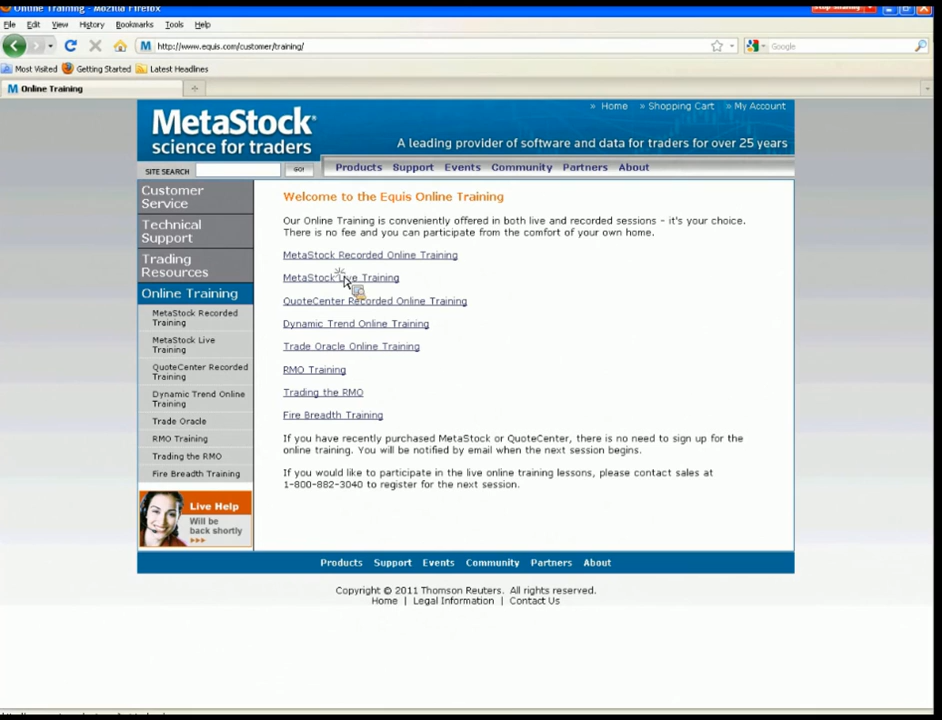 Online Training - Mozilla Firefox
Stop Sharing
File Edit View History Bookmarks Tools Help
http://www.equis.com/customer/training/
Google
Most Visited Getting Started Latest Headlines
M Online Training
» Home » Shopping Cart » My Account
MetaStock®
science for traders
A leading provider of software and data for traders for over 25 years
SITE SEARCH GO!
Products Support Events Community Partners About
Customer
Service
Technical
Support
Trading
Resources
Online Training
MetaStock Recorded
Training
MetaStock Live
Training
QuoteCenter Recorded
Training
Dynamic Trend Online
Training
Trade Oracle
RMO Training
Trading the RMO
Fire Breadth Training
Live Help
Will be
back shortly
Welcome to the Equis Online Training
Our Online Training is conveniently offered in both live and recorded sessions - it's your choice.
There is no fee and you can participate from the comfort of your own home.
MetaStock Recorded Online Training
MetaStock Live Training
QuoteCenter Recorded Online Training
Dynamic Trend Online Training
Trade Oracle Online Training
RMO Training
Trading the RMO
Fire Breadth Training
If you have recently purchased MetaStock or QuoteCenter, there is no need to sign up for the
online training. You will be notified by email when the next session begins.
If you would like to participate in the live online training lessons, please contact sales at
1-800-882-3040 to register for the next session.
Products Support Events Community Partners About
Copyright © 2011 Thomson Reuters. All rights reserved.
Home | Legal Information | Contact Us